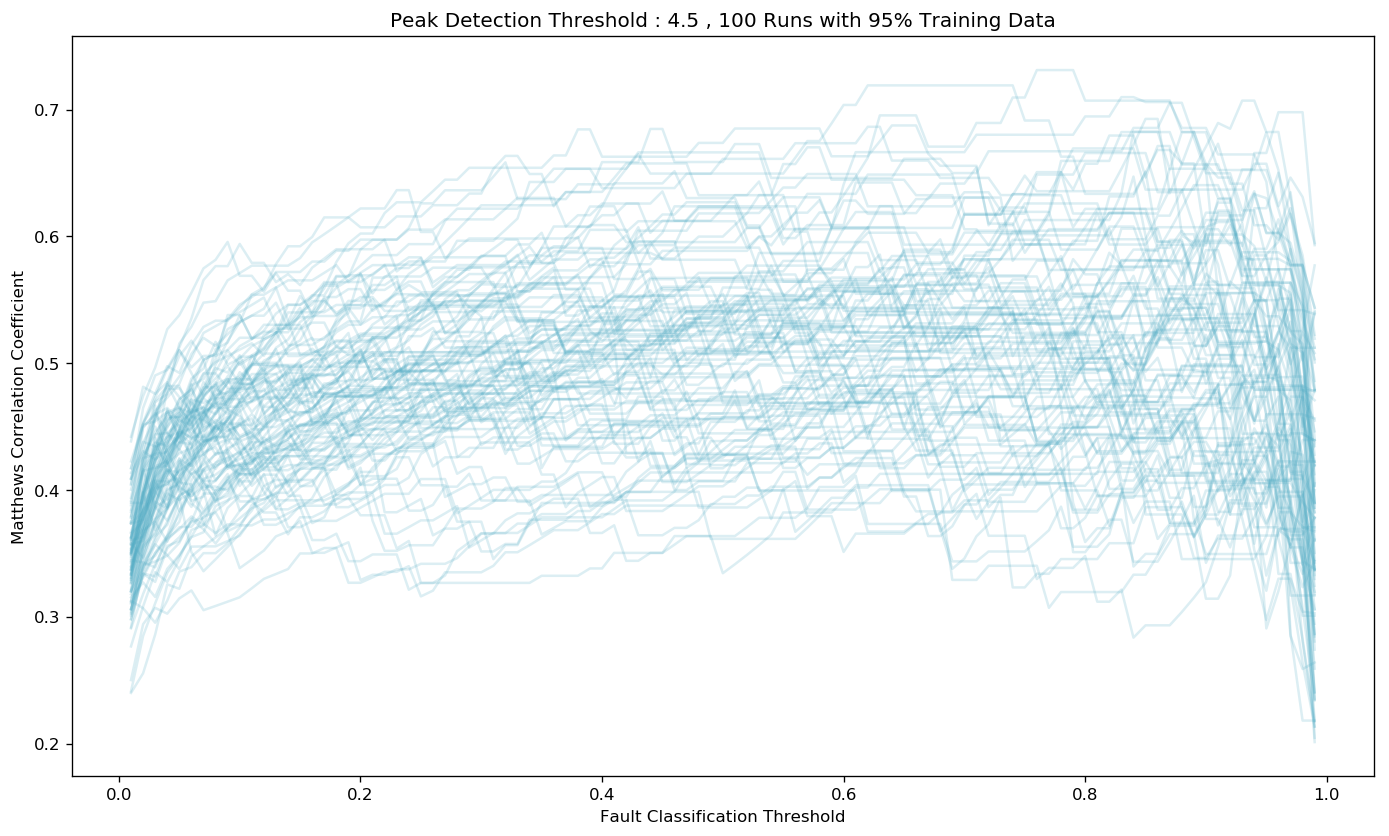 Peak Detection Threshold : 4.5 , 100 Runs with 95% Training Data
Matthews Correlation Coefficient
0.7
0.6
0.5
0.4
0.3
0.2
0.0 0.2 0.4 0.6 0.8 1.0
Fault Classification Threshold